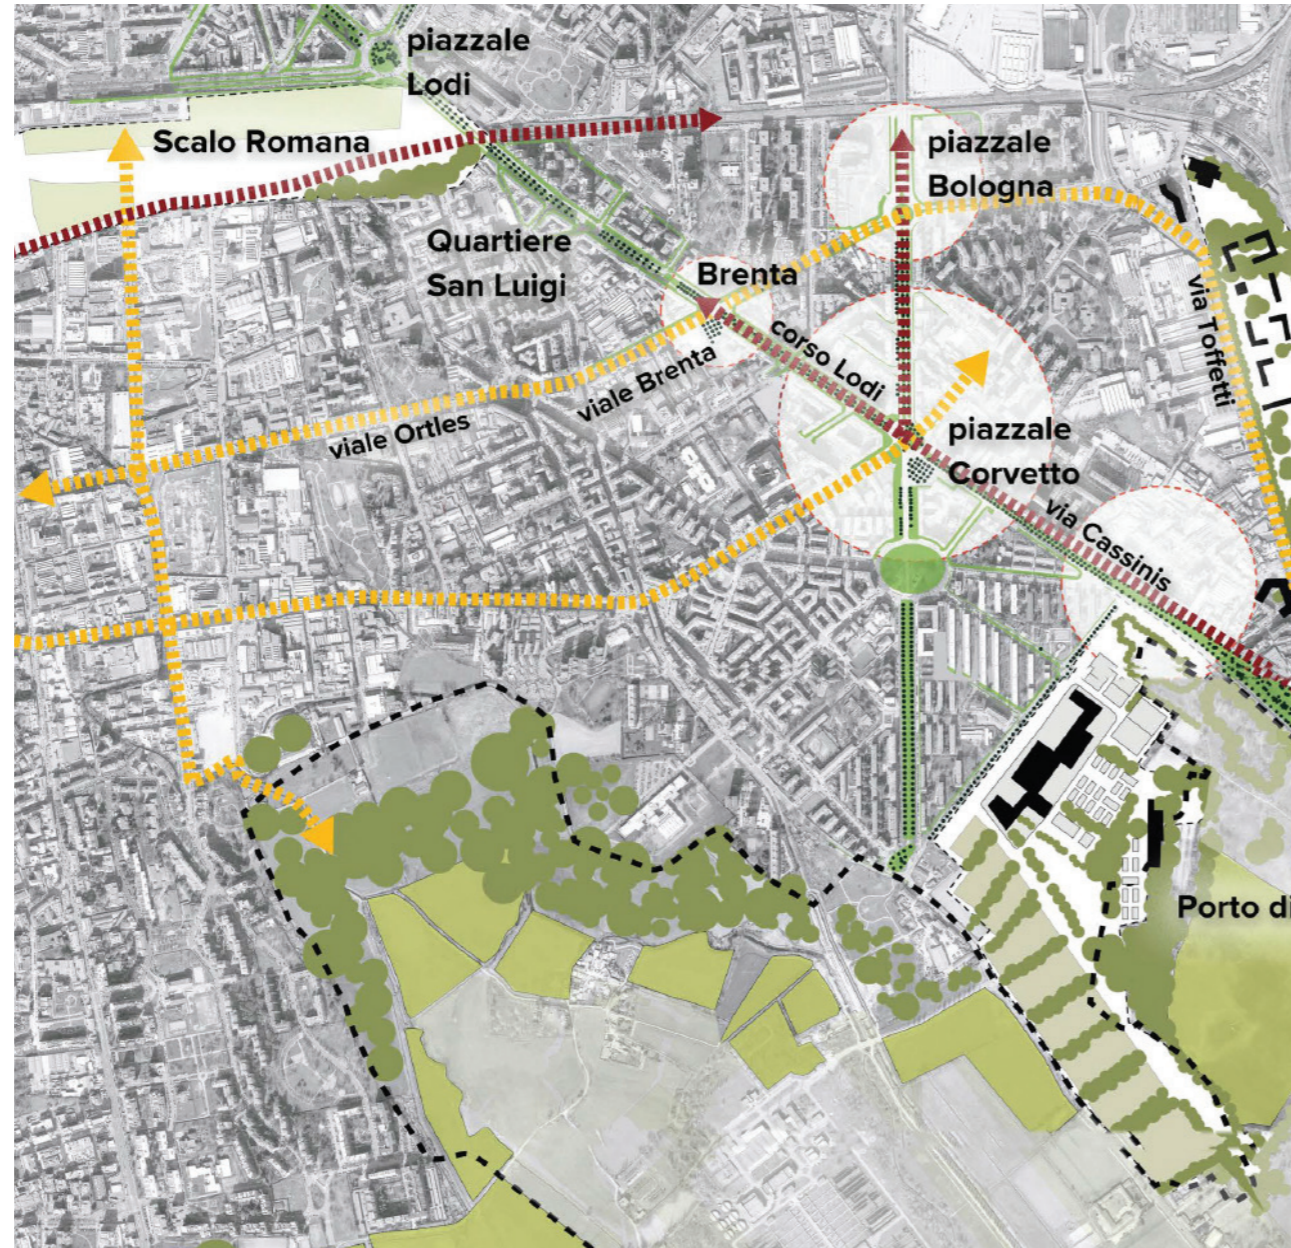 piazzale
Lodi
Scalo Romana
piazzale
Bologna
Quartiere
San Luigi
Brenta
via Toffetti
corso Lodi
viale Brenta
viale Ortles
piazzale
Corvetto
via Cassinis
Porto di